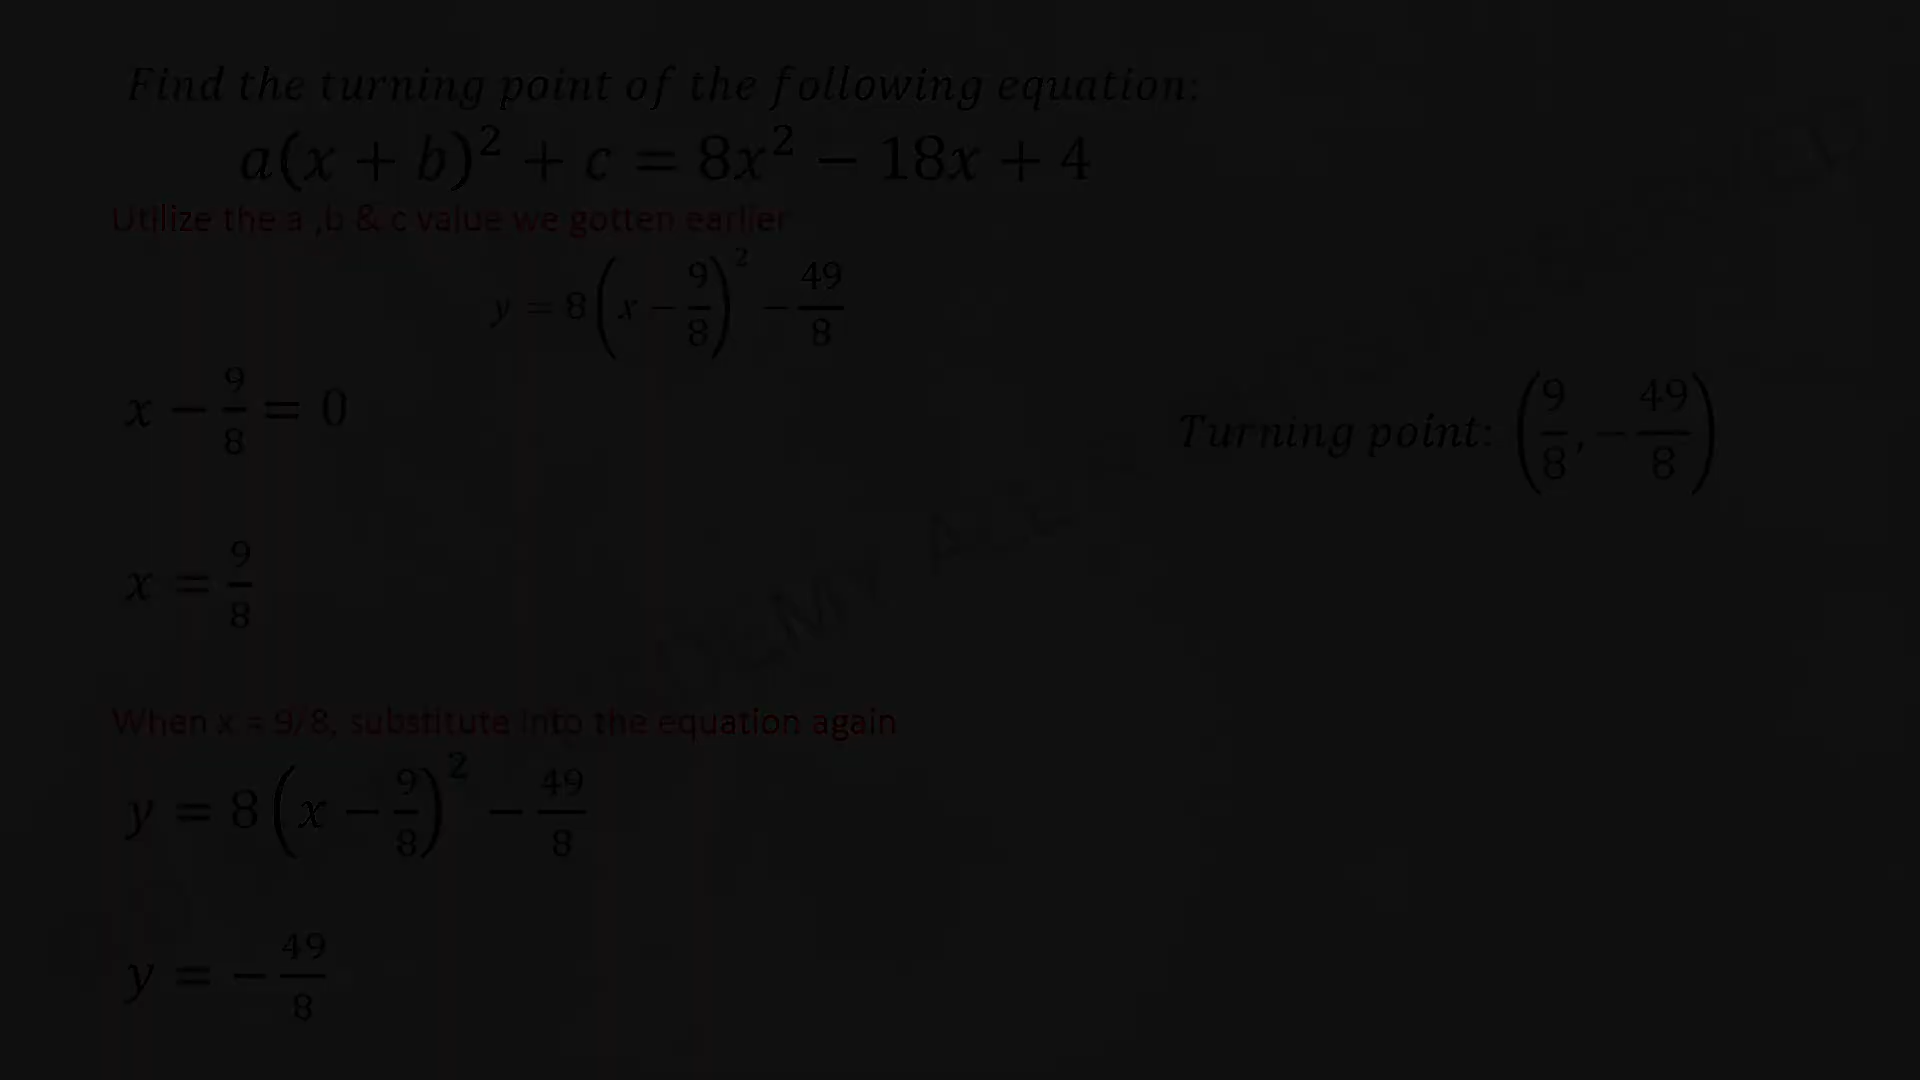 Find the turning point of the following equation:
a(x + b)² + c = 8x² − 18x + 4
Utilize the a ,b & c value we gotten earlier
y = 8(x − 9/8)² − 49/8
x − 9/8 = 0
Turning point: (9/8, − 49/8)
x = 9/8
When x = 9/8, substitute into the equation again
y = 8(x − 9/8)² − 49/8
y = − 49/8